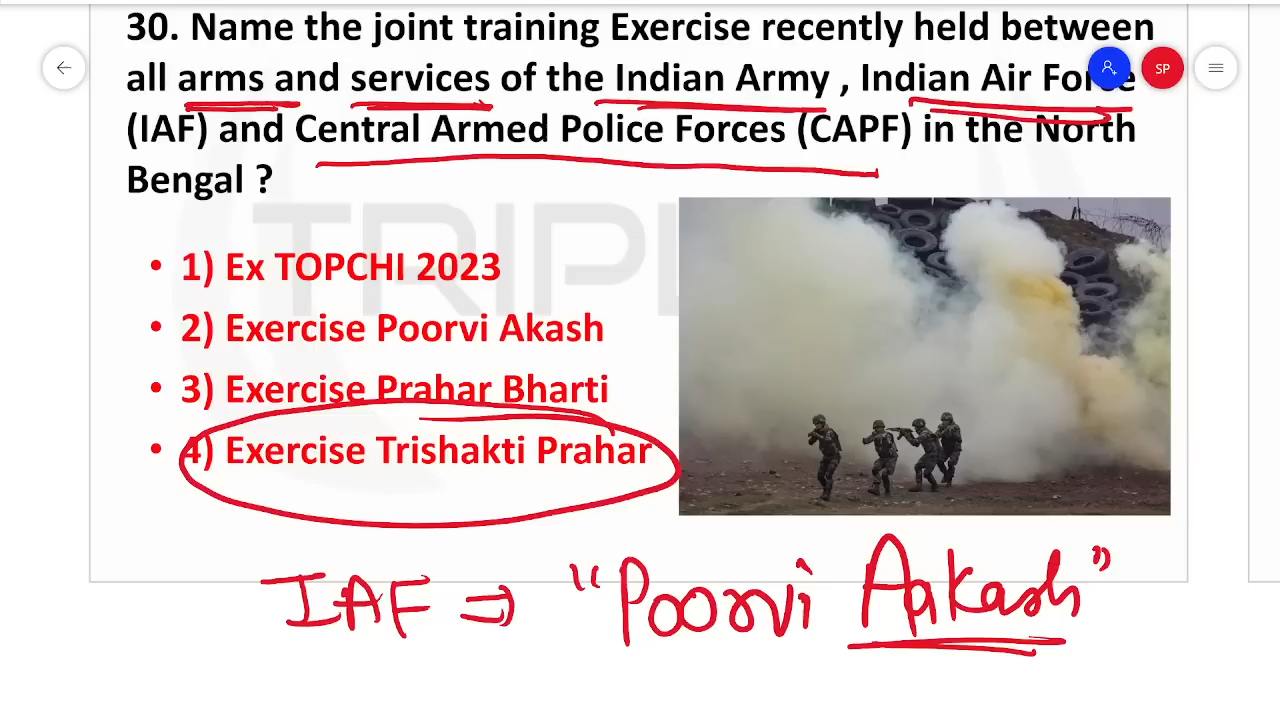 30. Name the joint training Exercise recently held between
all arms and services of the Indian Army , Indian Air Force
SP
(IAF) and Central Armed Police Forces (CAPF) in the North
Bengal ?
TRIPL
• 1) Ex TOPCHI 2023
• 2) Exercise Poorvi Akash
• 3) Exercise Prahar Bharti
• 4) Exercise Trishakti Prahar
IAF ⇒ "Poorvi Aakash"